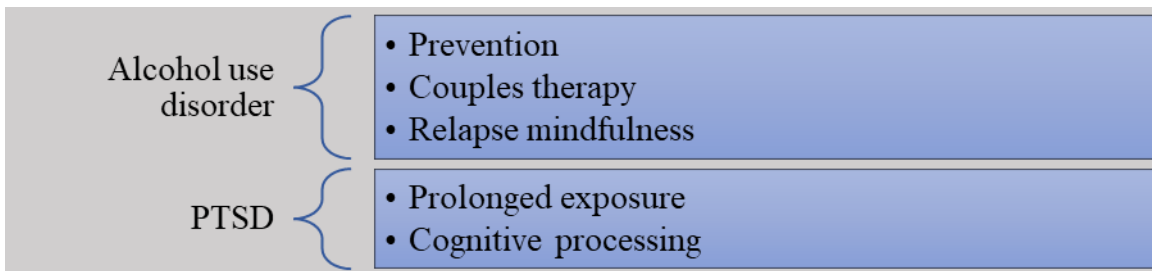 Alcohol use
disorder
• Prevention
• Couples therapy
• Relapse mindfulness
PTSD
• Prolonged exposure
• Cognitive processing